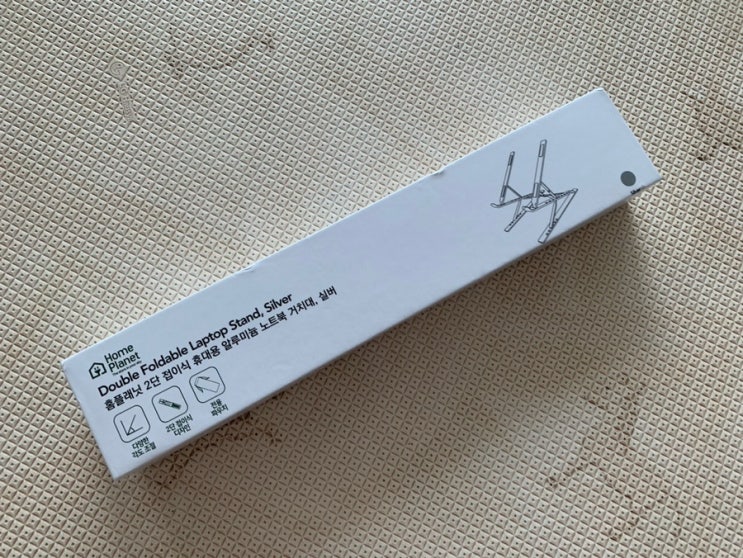 Home
Planet
Double Foldable Laptop Stand, Silver
홈플래닛 2단 접이식 휴대용 알루미늄 노트북 거치대, 실버
다양한
각도 조절
2단 접이식
디자인
전용
파우치